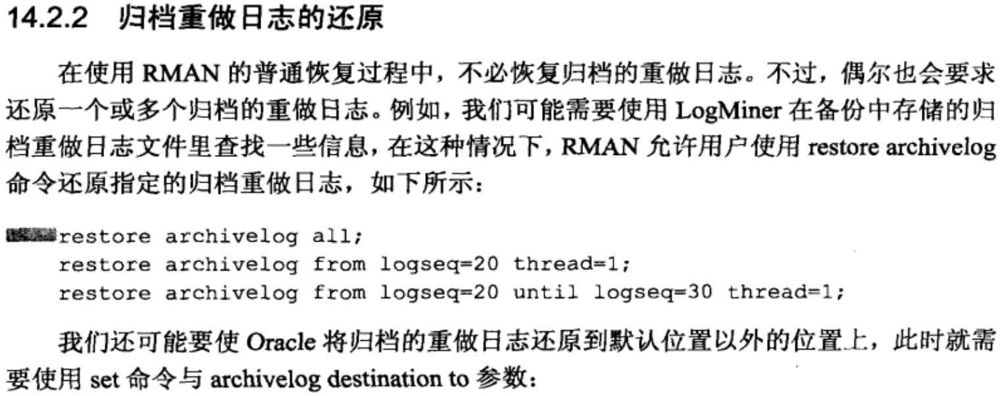 14.2.2 归档重做日志的还原
在使用 RMAN 的普通恢复过程中，不必恢复归档的重做日志。不过，偶尔也会要求
还原一个或多个归档的重做日志。例如，我们可能需要使用 LogMiner 在备份中存储的归
档重做日志文件里查找一些信息，在这种情况下，RMAN 允许用户使用 restore archivelog
命令还原指定的归档重做日志，如下所示：
restore archivelog all;
restore archivelog from logseq=20 thread=1;
restore archivelog from logseq=20 until logseq=30 thread=1;
我们还可能要使 Oracle 将归档的重做日志还原到默认位置以外的位置上，此时就需
要使用 set 命令与 archivelog destination to 参数：